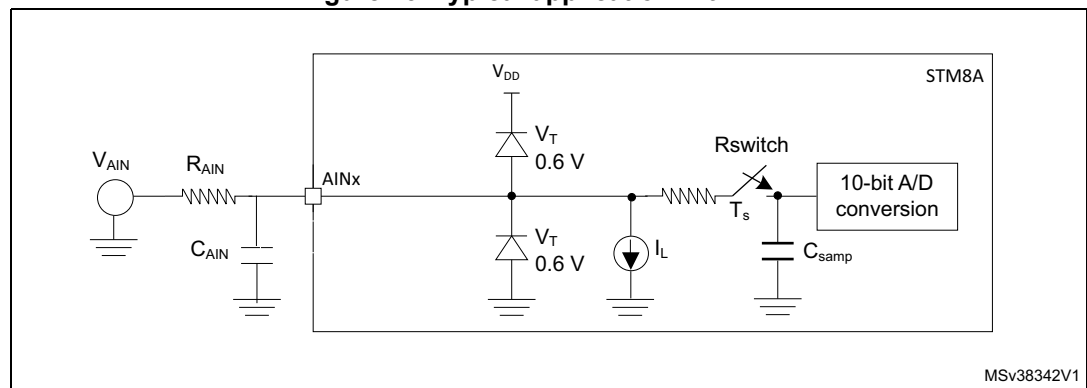 STM8A
V_DD
V_T
0.6 V
Rswitch
V_AIN
R_AIN
AINx
10-bit A/D
conversion
T_s
C_AIN
V_T
0.6 V
I_L
C_samp
MSv38342V1